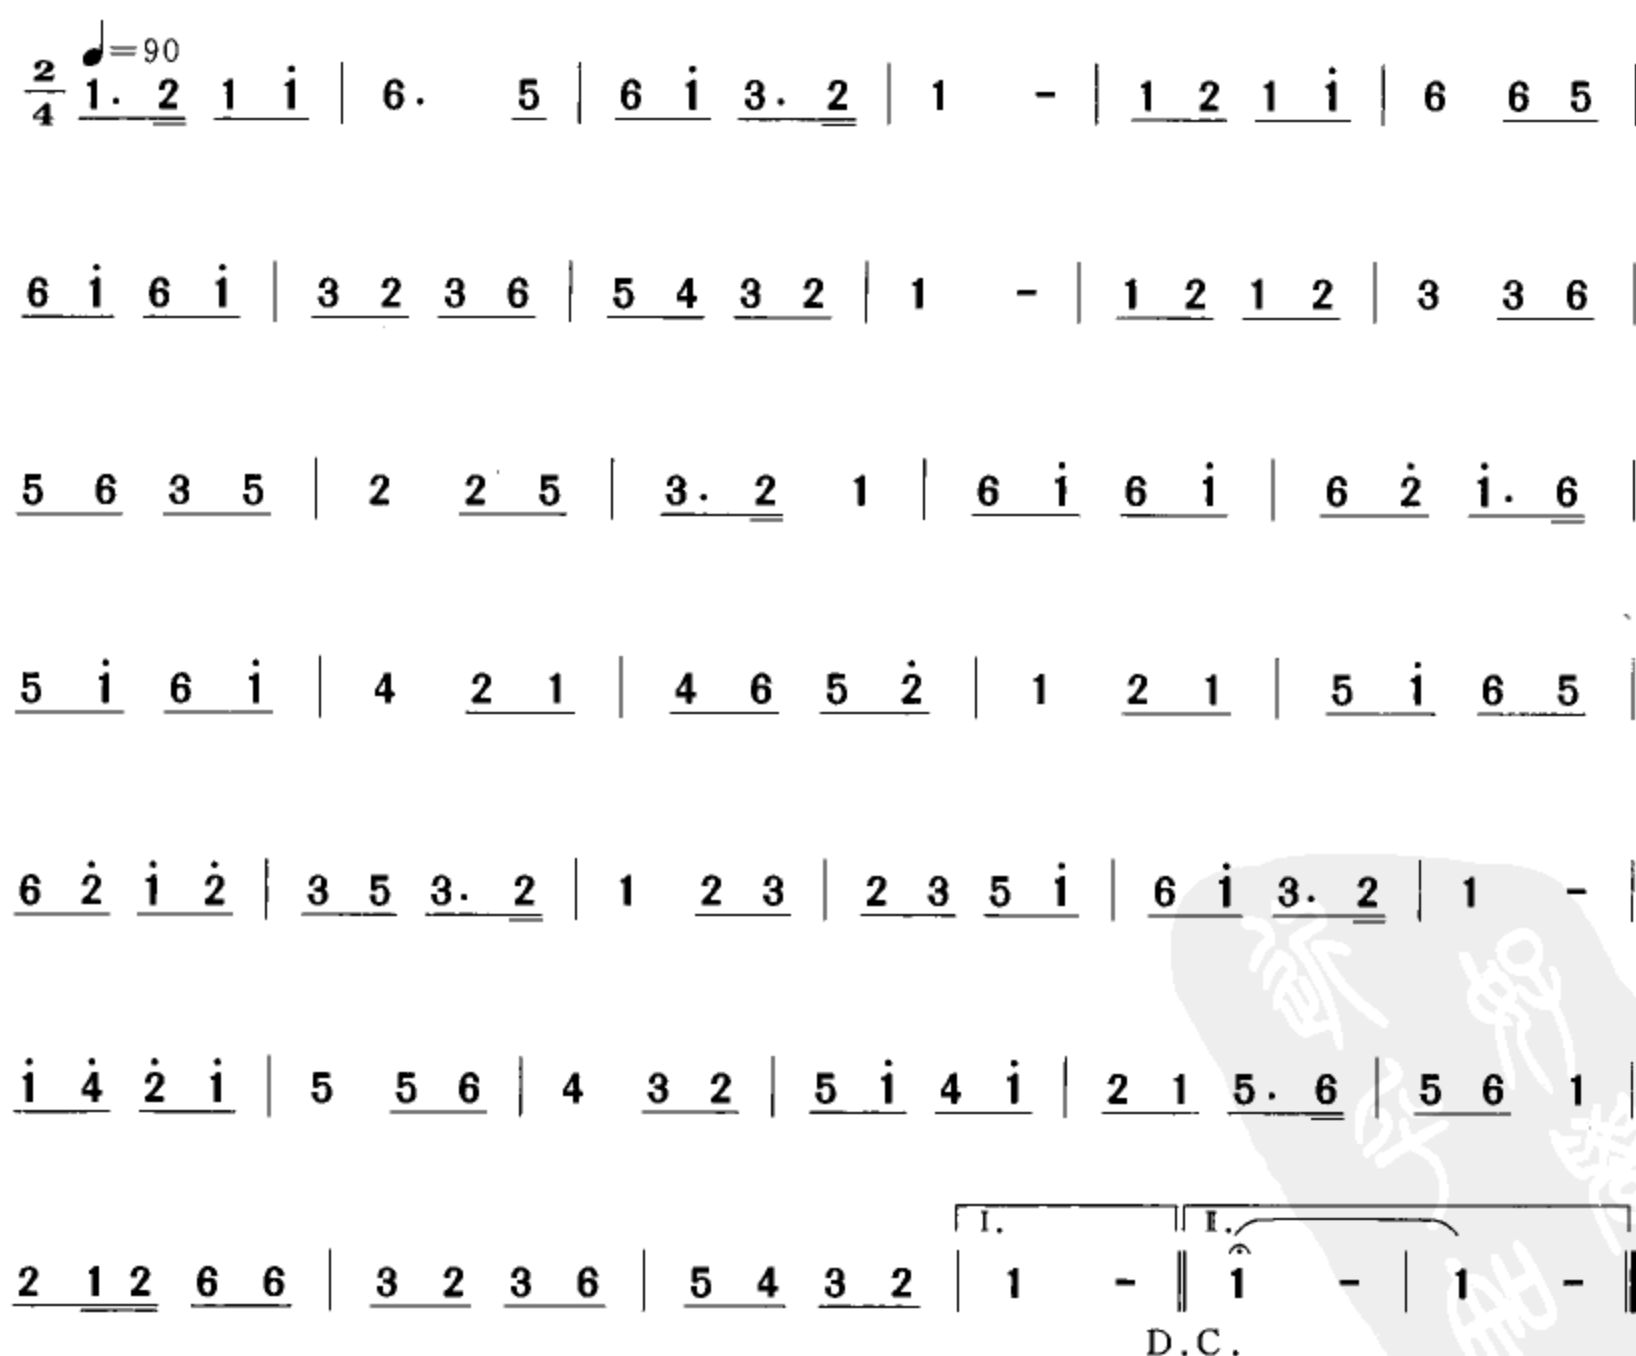 ♩=90
2/4 1. 2 1 i̇ | 6. 5 | 6 i̇ 3. 2 | 1 - | 1 2 1 i̇ | 6 6 5 |
6 i̇ 6 i̇ | 3 2 3 6 | 5 4 3 2 | 1 - | 1 2 1 2 | 3 3 6 |
5 6 3 5 | 2 2 5 | 3. 2 1 | 6 i̇ 6 i̇ | 6 2̇ i̇. 6 |
5 i̇ 6 i̇ | 4 2 1 | 4 6 5 2̇ | 1 2 1 | 5 i̇ 6 5 |
6 2̇ i̇ 2̇ | 3 5 3. 2 | 1 2 3 | 2 3 5 i̇ | 6 i̇ 3. 2 | 1 - |
i̇ 4̇ 2̇ i̇ | 5 5 6 | 4 3 2 | 5 i̇ 4 i̇ | 2 1 5. 6 | 5 6 1 |
I. II.
2 1 2 6 6 | 3 2 3 6 | 5 4 3 2 | 1 - || 1 - | 1 - ||
D.C.